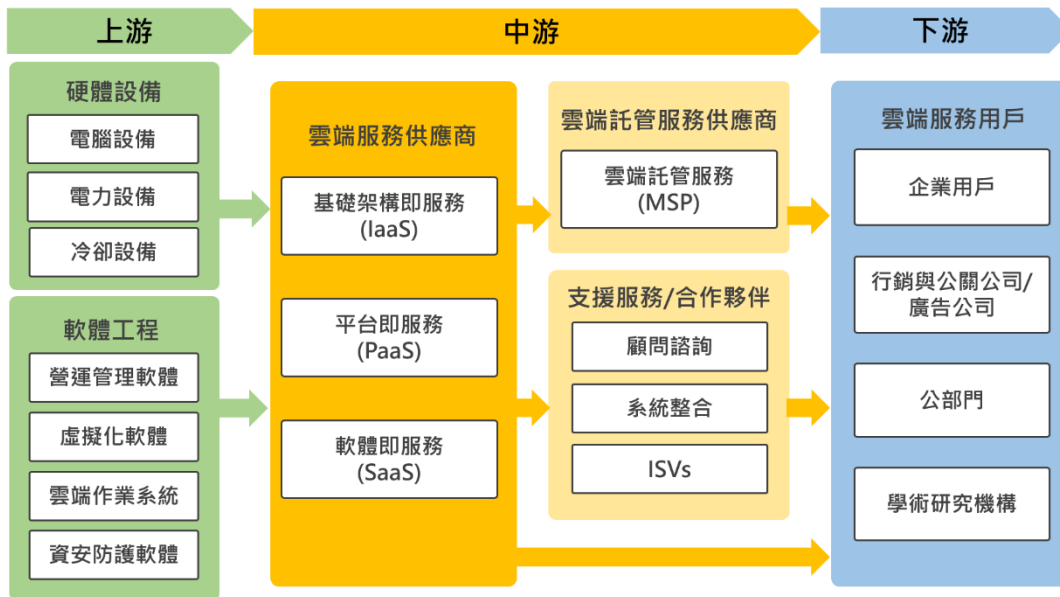 上游
中游
下游
硬體設備
電腦設備
電力設備
冷卻設備
軟體工程
營運管理軟體
虛擬化軟體
雲端作業系統
資安防護軟體
雲端服務供應商
基礎架構即服務
(IaaS)
平台即服務
(PaaS)
軟體即服務
(SaaS)
雲端託管服務供應商
雲端託管服務
(MSP)
支援服務/合作夥伴
顧問諮詢
系統整合
ISVs
雲端服務用戶
企業用戶
行銷與公關公司/
廣告公司
公部門
學術研究機構